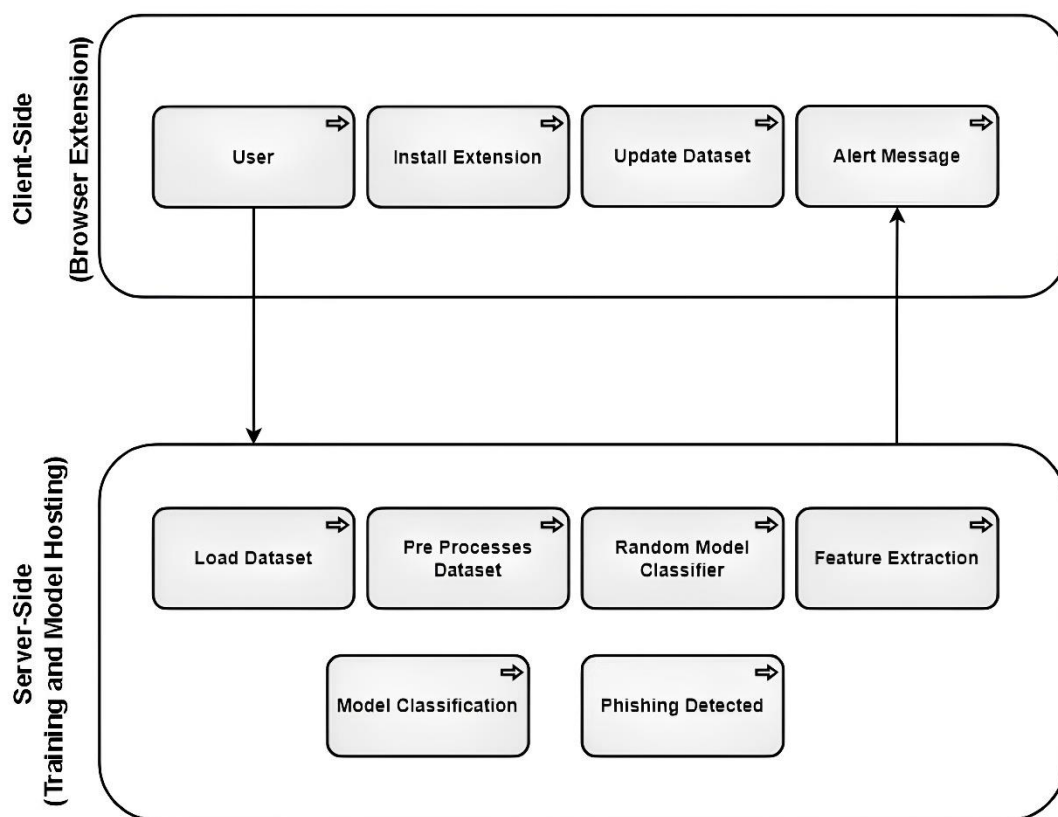 Client-Side
(Browser Extension)
User
Install Extension
Update Dataset
Alert Message
Server-Side
(Training and Model Hosting)
Load Dataset
Pre Processes
Dataset
Random Model
Classifier
Feature Extraction
Model Classification
Phishing Detected